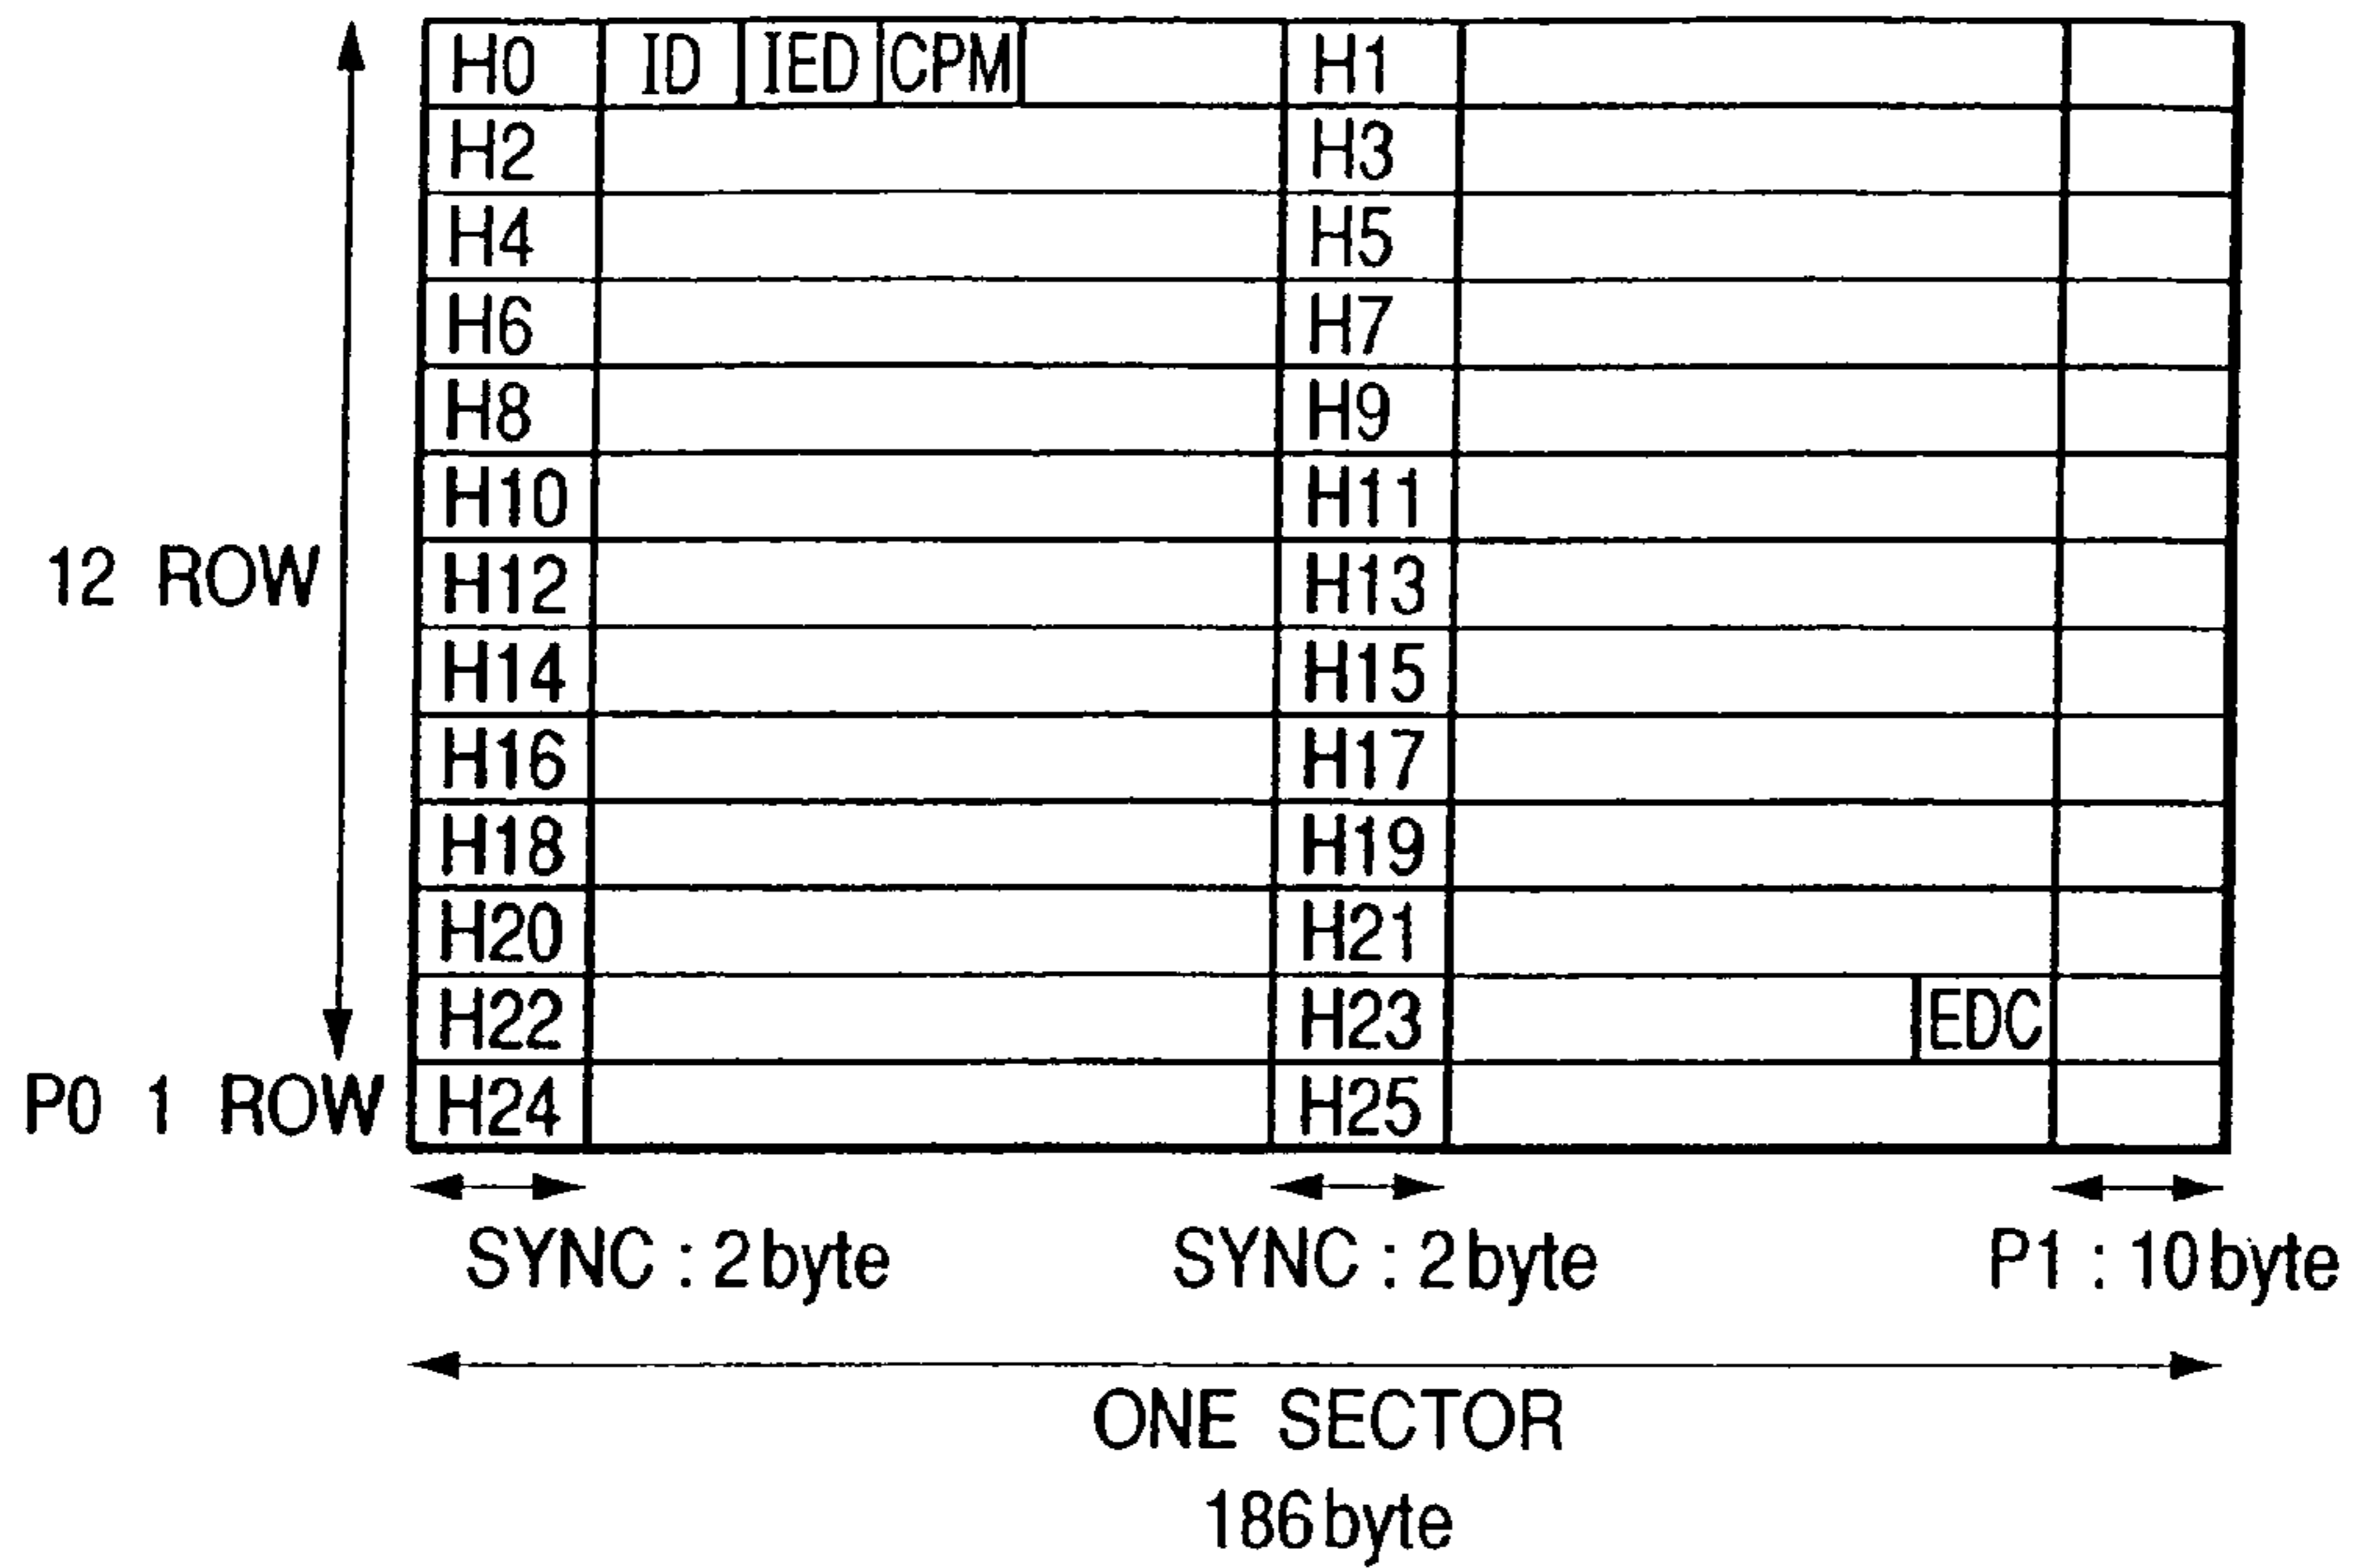 H0 ID IED CPM H1
H2 H3
H4 H5
H6 H7
H8 H9
H10 H11
12 ROW H12 H13
H14 H15
H16 H17
H18 H19
H20 H21
H22 H23 EDC
P0 1 ROW H24 H25
SYNC : 2 byte SYNC : 2 byte P1 : 10 byte
ONE SECTOR
186 byte